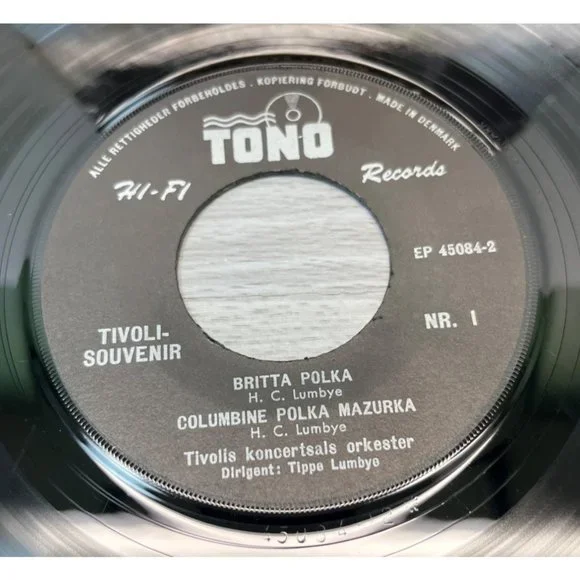 ALLE RETTIGHEDER FORBEHOLDES . KOPIERING FORBUDT . MADE IN DENMARK
TONO
HI-FI Records
EP 45084-2
TIVOLI-
SOUVENIR
NR. 1
BRITTA POLKA
H. C. Lumbye
COLUMBINE POLKA MAZURKA
H. C. Lumbye
Tivolis koncertsals orkester
Dirigent: Tippe Lumbye